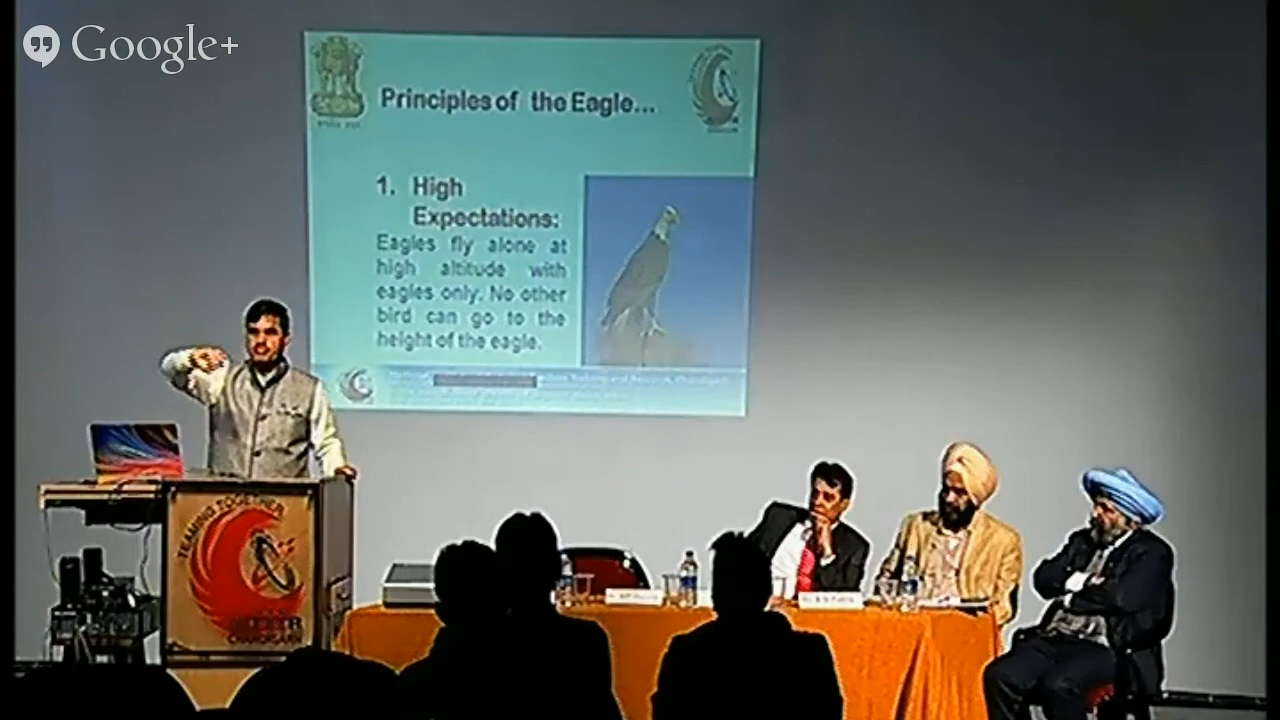 Google+
Principles of the Eagle...
1. High
Expectations:
Eagles fly alone at
high altitude with
eagles only. No other
bird can go to the
height of the eagle.
TEAMING TOGETHER
CHANDIGARH